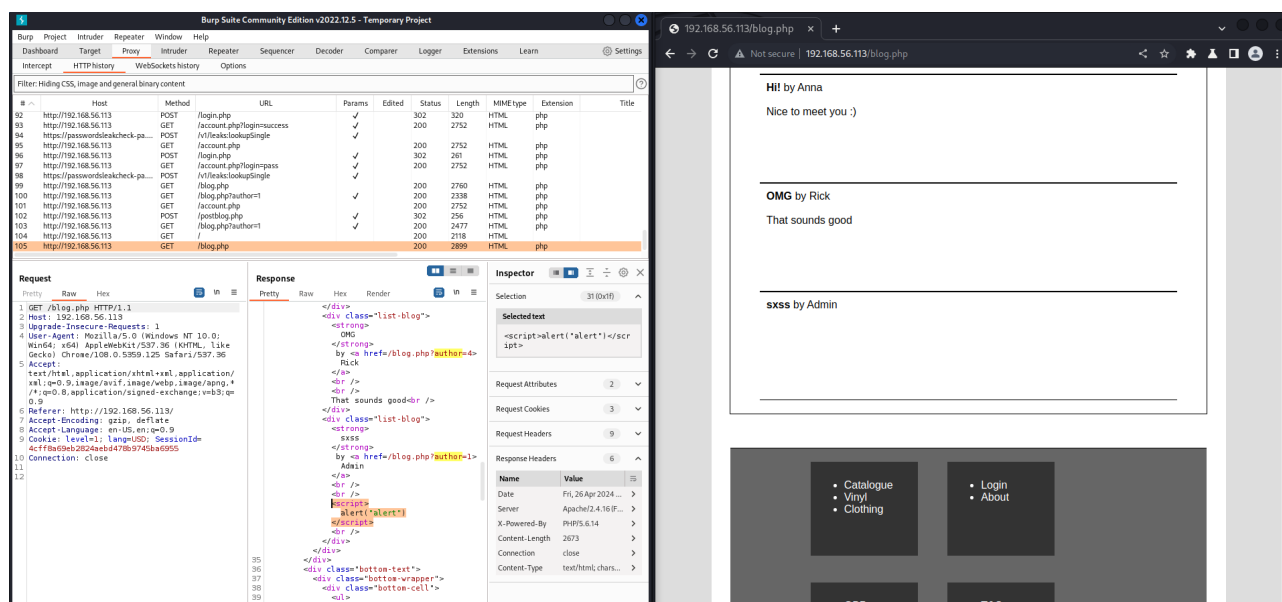 Burp Suite Community Edition v2022.12.5 - Temporary Project
Burp Project Intruder Repeater Window Help
Dashboard Target Proxy Intruder Repeater Sequencer Decoder Comparer Logger Extensions Learn Settings
Intercept HTTP history WebSockets history Options
Filter: Hiding CSS, image and general binary content
# Host Method URL Params Edited Status Length MIME type Extension Title
92 http://192.168.56.113 POST /login.php ✓ 302 320 HTML php
93 http://192.168.56.113 GET /account.php?login=success ✓ 200 2752 HTML php
94 https://passwordsleakcheck-pa.... POST /v1/leaks:lookupSingle ✓
95 http://192.168.56.113 GET /account.php 200 2752 HTML php
96 http://192.168.56.113 POST /login.php ✓ 302 261 HTML php
97 http://192.168.56.113 GET /account.php?login=pass ✓ 200 2752 HTML php
98 https://passwordsleakcheck-pa.... POST /v1/leaks:lookupSingle ✓
99 http://192.168.56.113 GET /blog.php 200 2760 HTML php
100 http://192.168.56.113 GET /blog.php?author=1 ✓ 200 2338 HTML php
101 http://192.168.56.113 GET /account.php 200 2752 HTML php
102 http://192.168.56.113 POST /postblog.php ✓ 302 256 HTML php
103 http://192.168.56.113 GET /blog.php?author=1 ✓ 200 2477 HTML php
104 http://192.168.56.113 GET / 200 2118 HTML
105 http://192.168.56.113 GET /blog.php 200 2899 HTML php
Request
Pretty Raw Hex \n
1 GET /blog.php HTTP/1.1
2 Host: 192.168.56.113
3 Upgrade-Insecure-Requests: 1
4 User-Agent: Mozilla/5.0 (Windows NT 10.0;
Win64; x64) AppleWebKit/537.36 (KHTML, like
Gecko) Chrome/108.0.5359.125 Safari/537.36
5 Accept:
text/html,application/xhtml+xml,application/
xml;q=0.9,image/avif,image/webp,image/apng,*
/*;q=0.8,application/signed-exchange;v=b3;q=
0.9
6 Referer: http://192.168.56.113/
7 Accept-Encoding: gzip, deflate
8 Accept-Language: en-US,en;q=0.9
9 Cookie: level=1; lang=USD; SessionId=
4cff8a69eb2824aebd478b9745ba6955
10 Connection: close
11
12
Response
Pretty Raw Hex Render \n
</div>
<div class="list-blog">
<strong>
OMG
</strong>
by <a href=/blog.php?author=4>
Rick
</a>
<br />
<br />
That sounds good<br />
</div>
<div class="list-blog">
<strong>
sxss
</strong>
by <a href=/blog.php?author=1>
Admin
</a>
<br />
<br />
<script>
alert("alert")
</script>
<br />
</div>
</div>
35 </div>
36 <div class="bottom-text">
37 <div class="bottom-wrapper">
38 <div class="bottom-cell">
39 <ul>
Inspector
Selection 31 (0x1f)
Selected text
<script>alert("alert")</scr
ipt>
Request Attributes 2
Request Cookies 3
Request Headers 9
Response Headers 6
Name Value
Date Fri, 26 Apr 2024 ...
Server Apache/2.4.16 (F...
X-Powered-By PHP/5.6.14
Content-Length 2673
Connection close
Content-Type text/html; chars...
192.168.56.113/blog.php
Not secure | 192.168.56.113/blog.php
Hi! by Anna
Nice to meet you :)
OMG by Rick
That sounds good
sxss by Admin
Catalogue
Vinyl
Clothing
Login
About